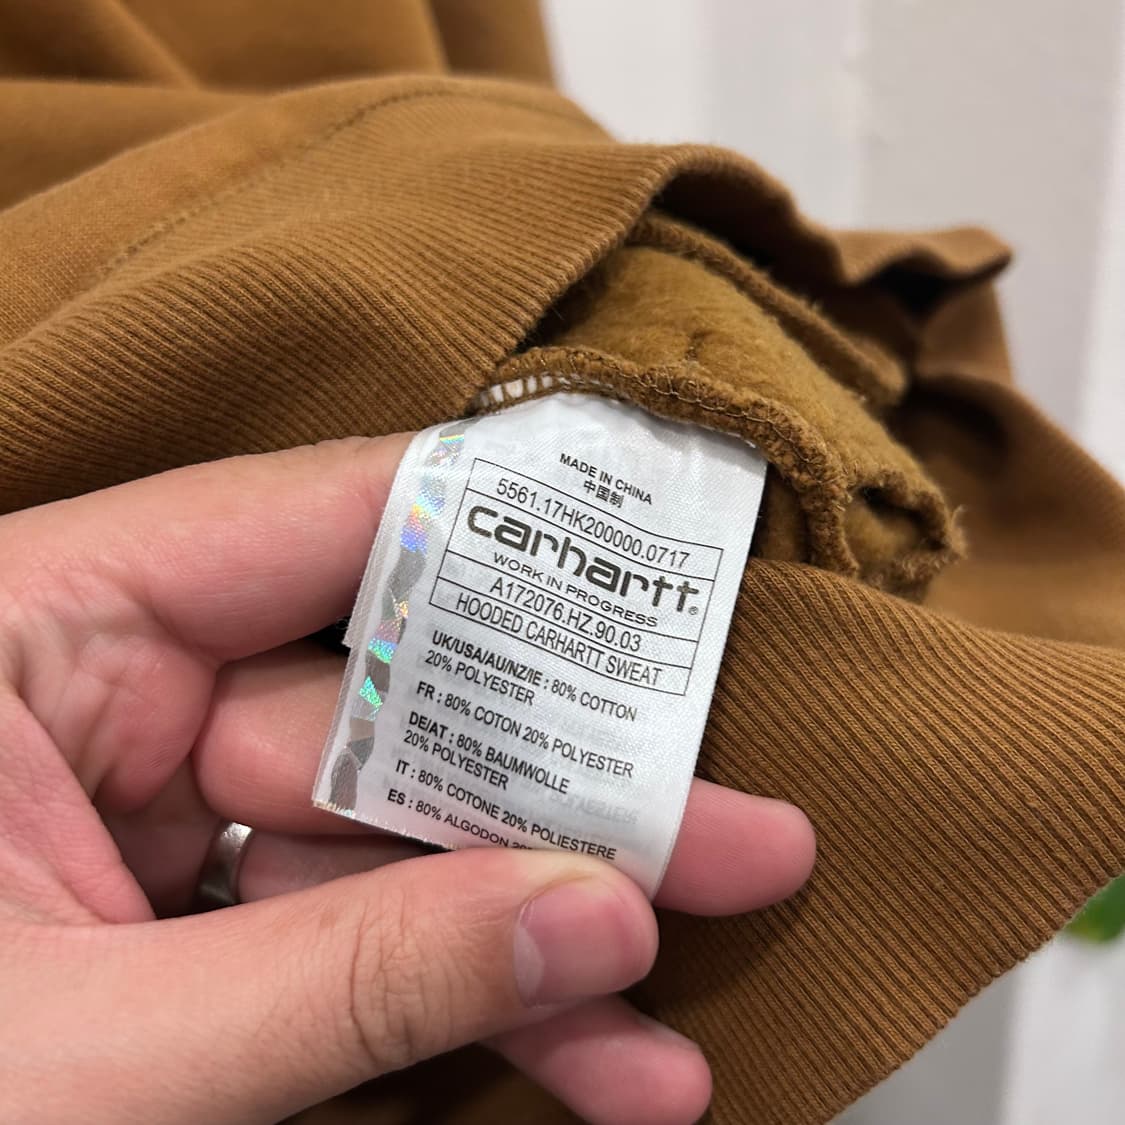 MADE IN CHINA
中国制
5561.17HK200000.0717
carhartt®
WORK IN PROGRESS
A172076.HZ.90.03
HOODED CARHARTT SWEAT
UK/USA/AU/NZ/IE : 80% COTTON
20% POLYESTER
FR : 80% COTON 20% POLYESTER
DE/AT : 80% BAUMWOLLE
20% POLYESTER
IT : 80% COTONE 20% POLIESTERE
ES : 80% ALGODON